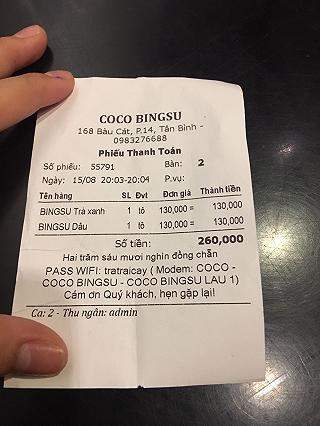 COCO BINGSU
168 Bàu Cát, P.14, Tân Bình -
0983276688
Phiếu Thanh Toán
Số phiếu: 55791 Bàn: 2
Ngày: 15/08 20:03-20:04 P.vụ:
Tên hàng SL Đvt Đơn giá Thành tiền
BINGSU Trà xanh 1 tô 130,000 = 130,000
BINGSU Dâu 1 tô 130,000 = 130,000
Số tiền: 260,000
Hai trăm sáu mươi nghìn đồng chẵn
PASS WIFI: tratraicay ( Modem: COCO -
COCO BINGSU - COCO BINGSU LAU 1)
Cám ơn Quý khách, hẹn gặp lại!
Ca: 2 - Thu ngân: admin